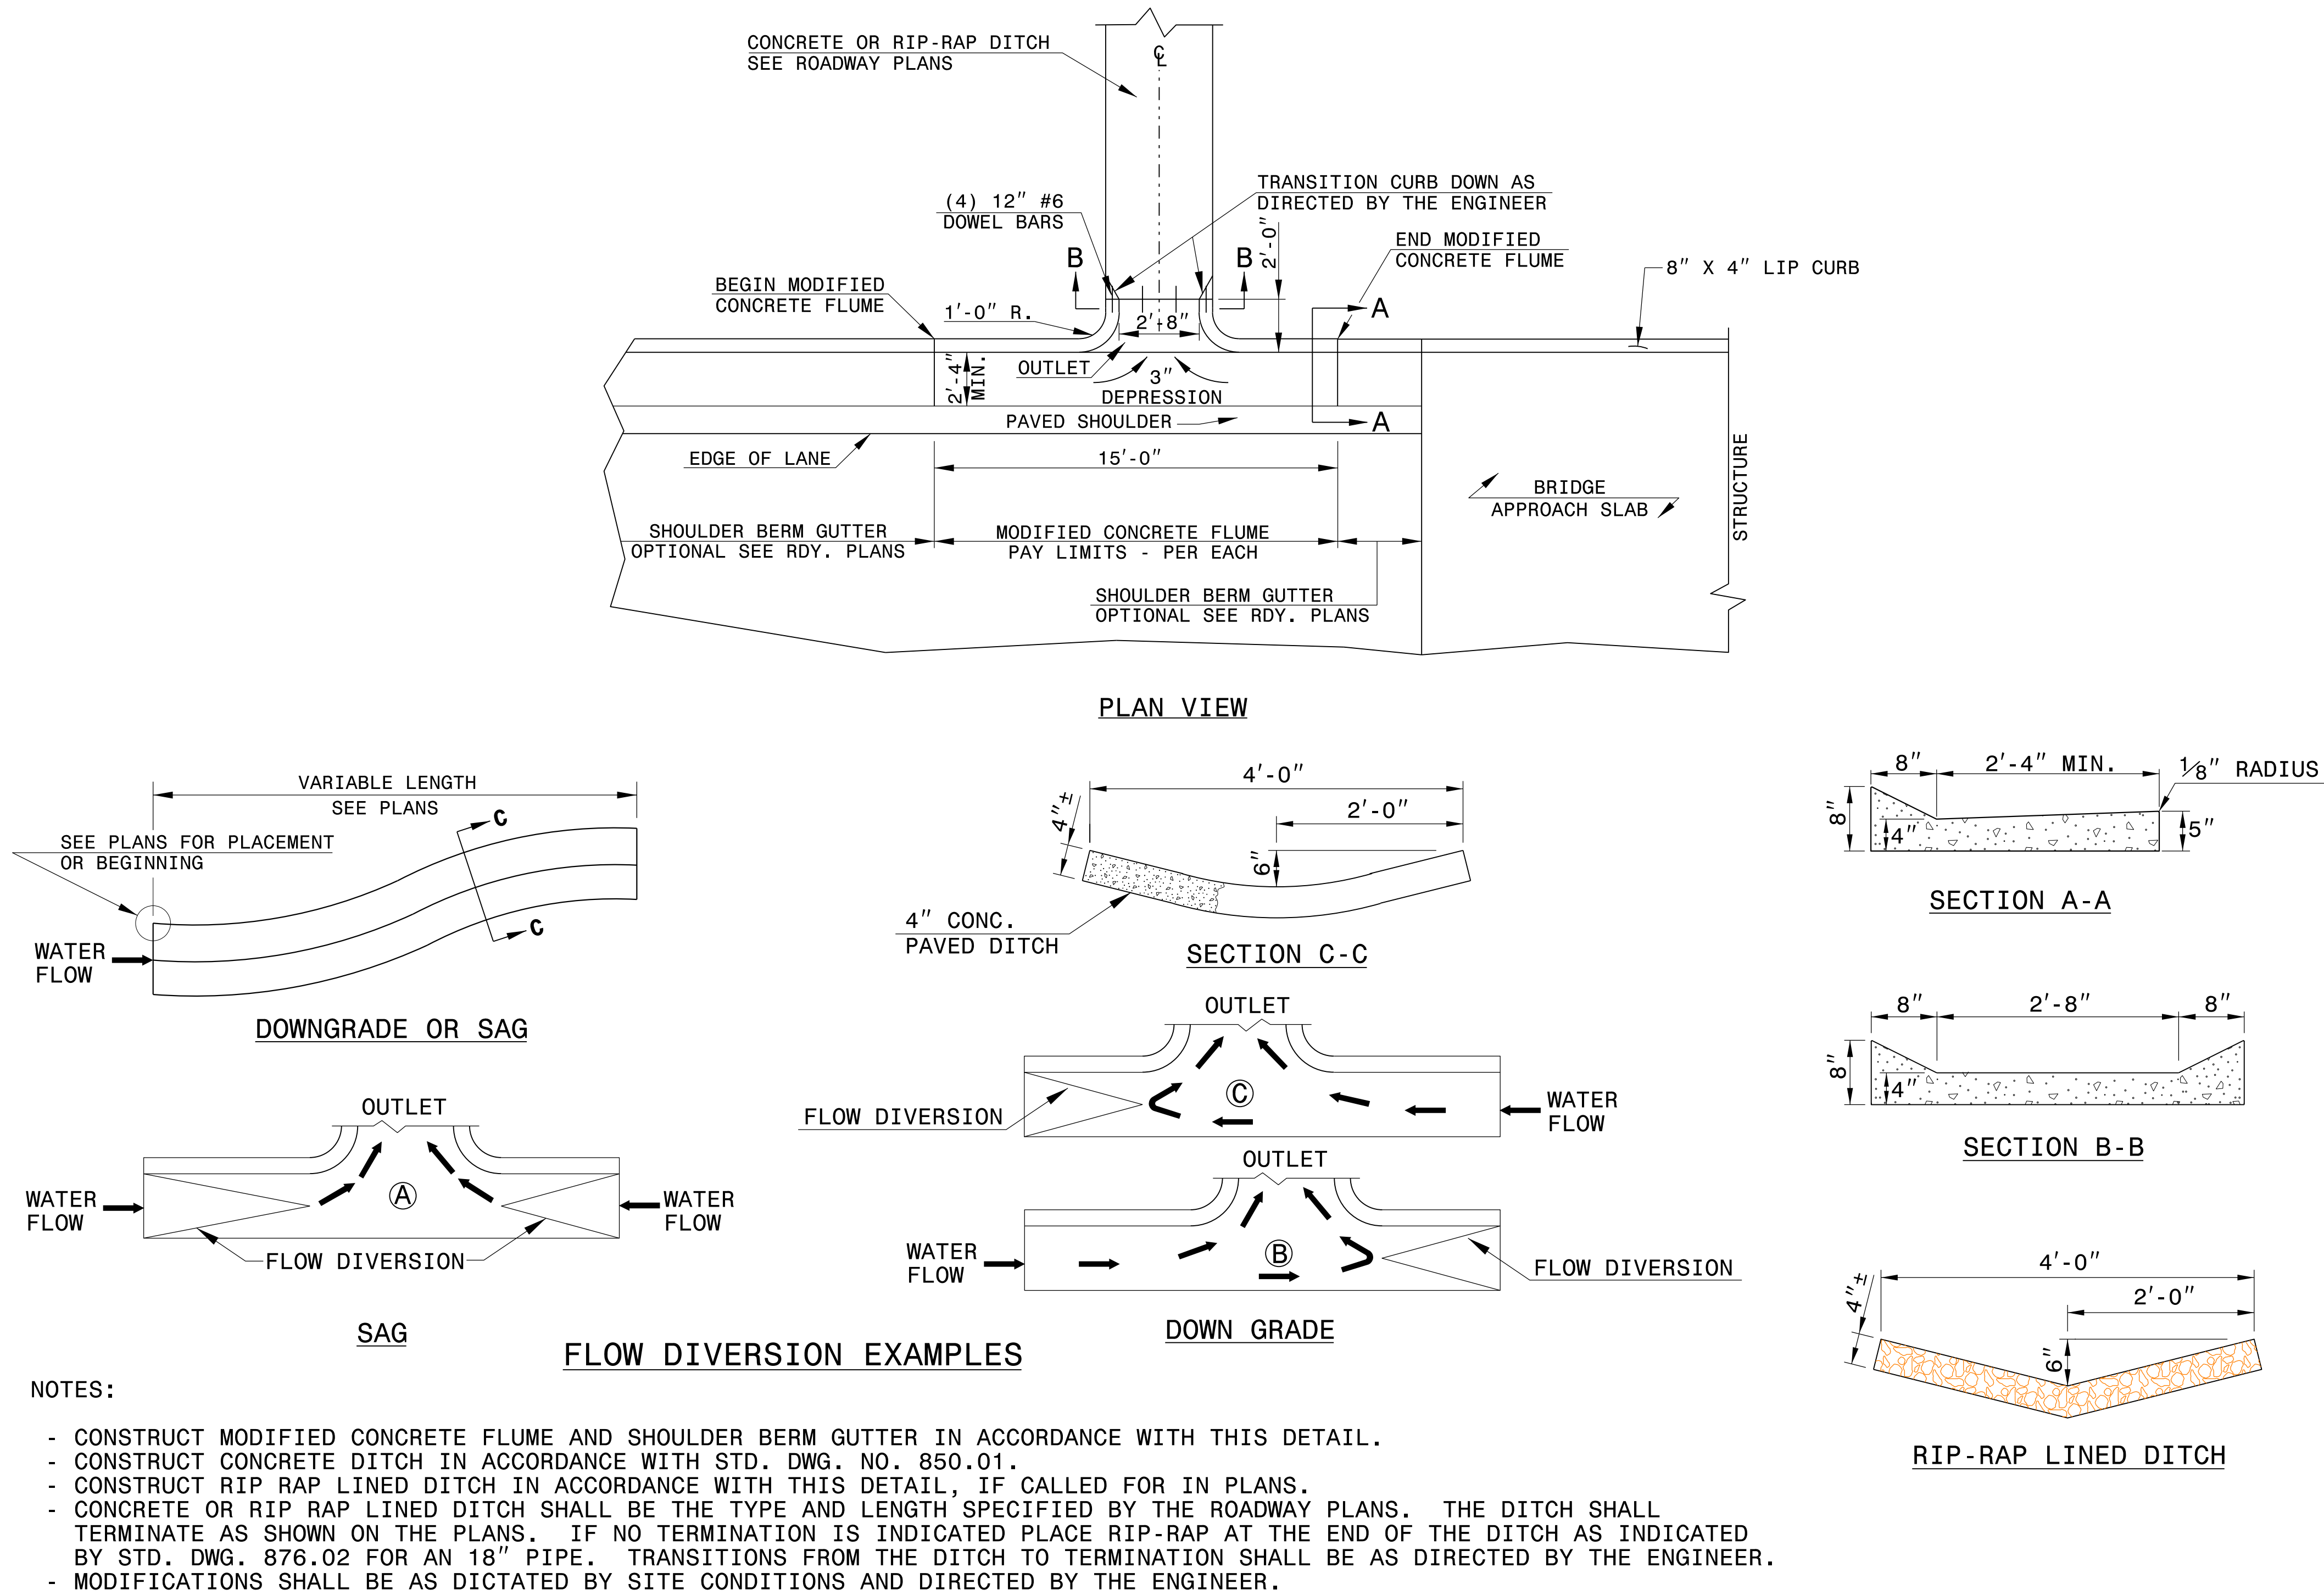 CONCRETE OR RIP-RAP DITCH
SEE ROADWAY PLANS
℄
TRANSITION CURB DOWN AS
DIRECTED BY THE ENGINEER
(4) 12" #6
DOWEL BARS
2'-0"
END MODIFIED
CONCRETE FLUME
B
B
8" X 4" LIP CURB
BEGIN MODIFIED
CONCRETE FLUME
1'-0" R.
2'-8"
A
2'-4"
MIN.
OUTLET
3"
DEPRESSION
PAVED SHOULDER
A
EDGE OF LANE
15'-0"
STRUCTURE
BRIDGE
APPROACH SLAB
SHOULDER BERM GUTTER
OPTIONAL SEE RDY. PLANS
MODIFIED CONCRETE FLUME
PAY LIMITS - PER EACH
SHOULDER BERM GUTTER
OPTIONAL SEE RDY. PLANS
PLAN VIEW
VARIABLE LENGTH
SEE PLANS
C
SEE PLANS FOR PLACEMENT
OR BEGINNING
C
WATER
FLOW
DOWNGRADE OR SAG
4'-0"
2'-0"
4"±
6"
4" CONC.
PAVED DITCH
SECTION C-C
8"
2'-4" MIN.
1/8" RADIUS
8"
4"
5"
SECTION A-A
8"
2'-8"
8"
8"
4"
SECTION B-B
OUTLET
WATER
FLOW
A
WATER
FLOW
FLOW DIVERSION
SAG
OUTLET
FLOW DIVERSION
C
WATER
FLOW
OUTLET
WATER
FLOW
B
FLOW DIVERSION
DOWN GRADE
FLOW DIVERSION EXAMPLES
4'-0"
2'-0"
4"±
6"
RIP-RAP LINED DITCH
NOTES:
- CONSTRUCT MODIFIED CONCRETE FLUME AND SHOULDER BERM GUTTER IN ACCORDANCE WITH THIS DETAIL.
- CONSTRUCT CONCRETE DITCH IN ACCORDANCE WITH STD. DWG. NO. 850.01.
- CONSTRUCT RIP RAP LINED DITCH IN ACCORDANCE WITH THIS DETAIL, IF CALLED FOR IN PLANS.
- CONCRETE OR RIP RAP LINED DITCH SHALL BE THE TYPE AND LENGTH SPECIFIED BY THE ROADWAY PLANS. THE DITCH SHALL
TERMINATE AS SHOWN ON THE PLANS. IF NO TERMINATION IS INDICATED PLACE RIP-RAP AT THE END OF THE DITCH AS INDICATED
BY STD. DWG. 876.02 FOR AN 18" PIPE. TRANSITIONS FROM THE DITCH TO TERMINATION SHALL BE AS DIRECTED BY THE ENGINEER.
- MODIFICATIONS SHALL BE AS DICTATED BY SITE CONDITIONS AND DIRECTED BY THE ENGINEER.